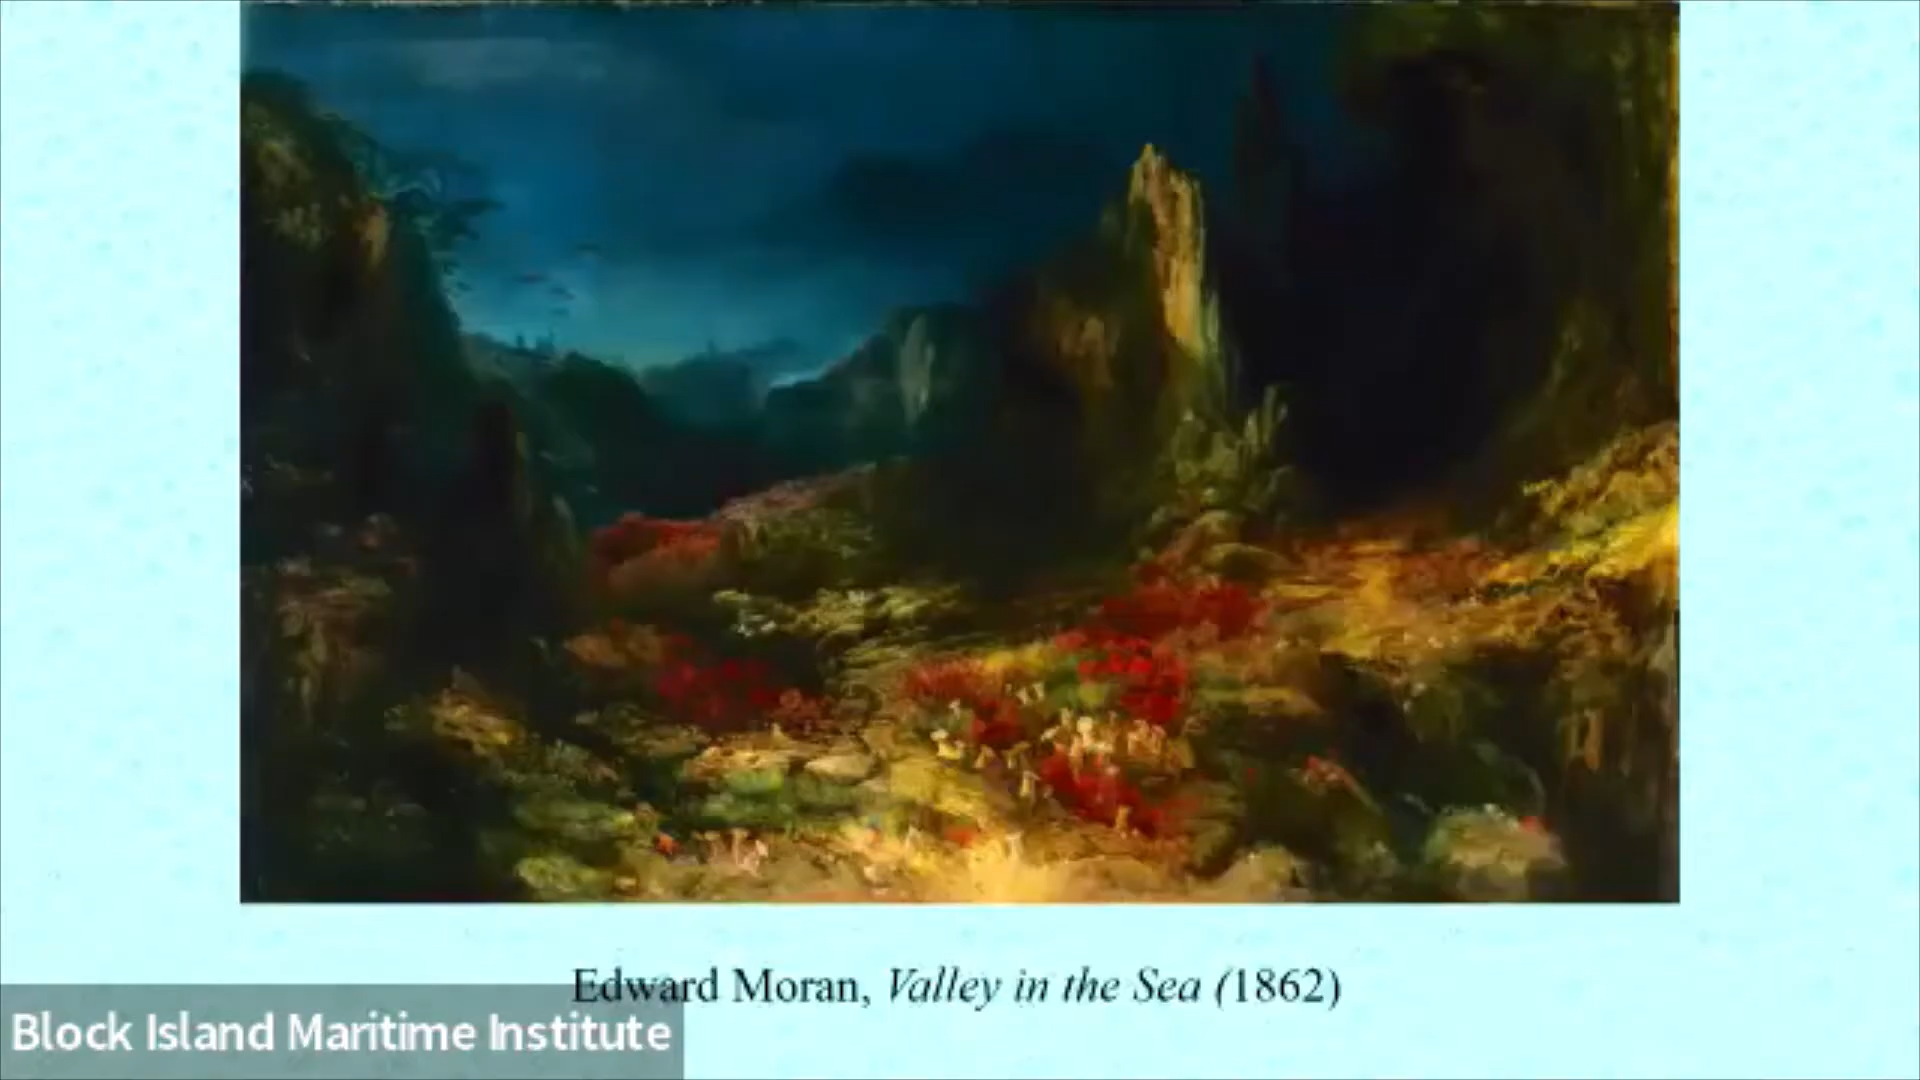 Edward Moran, Valley in the Sea (1862)
Block Island Maritime Institute